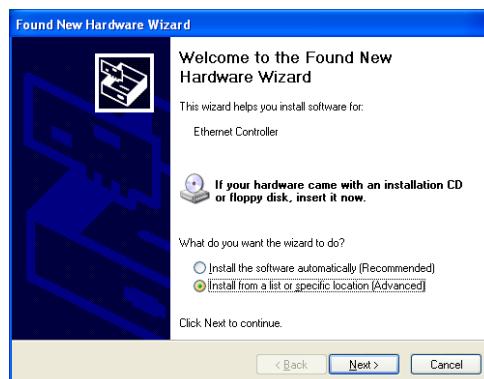 Found New Hardware Wizard
Welcome to the Found New
Hardware Wizard
This wizard helps you install software for:
Ethernet Controller
If your hardware came with an installation CD
or floppy disk, insert it now.
What do you want the wizard to do?
Install the software automatically (Recommended)
Install from a list or specific location (Advanced)
Click Next to continue.
< Back Next > Cancel